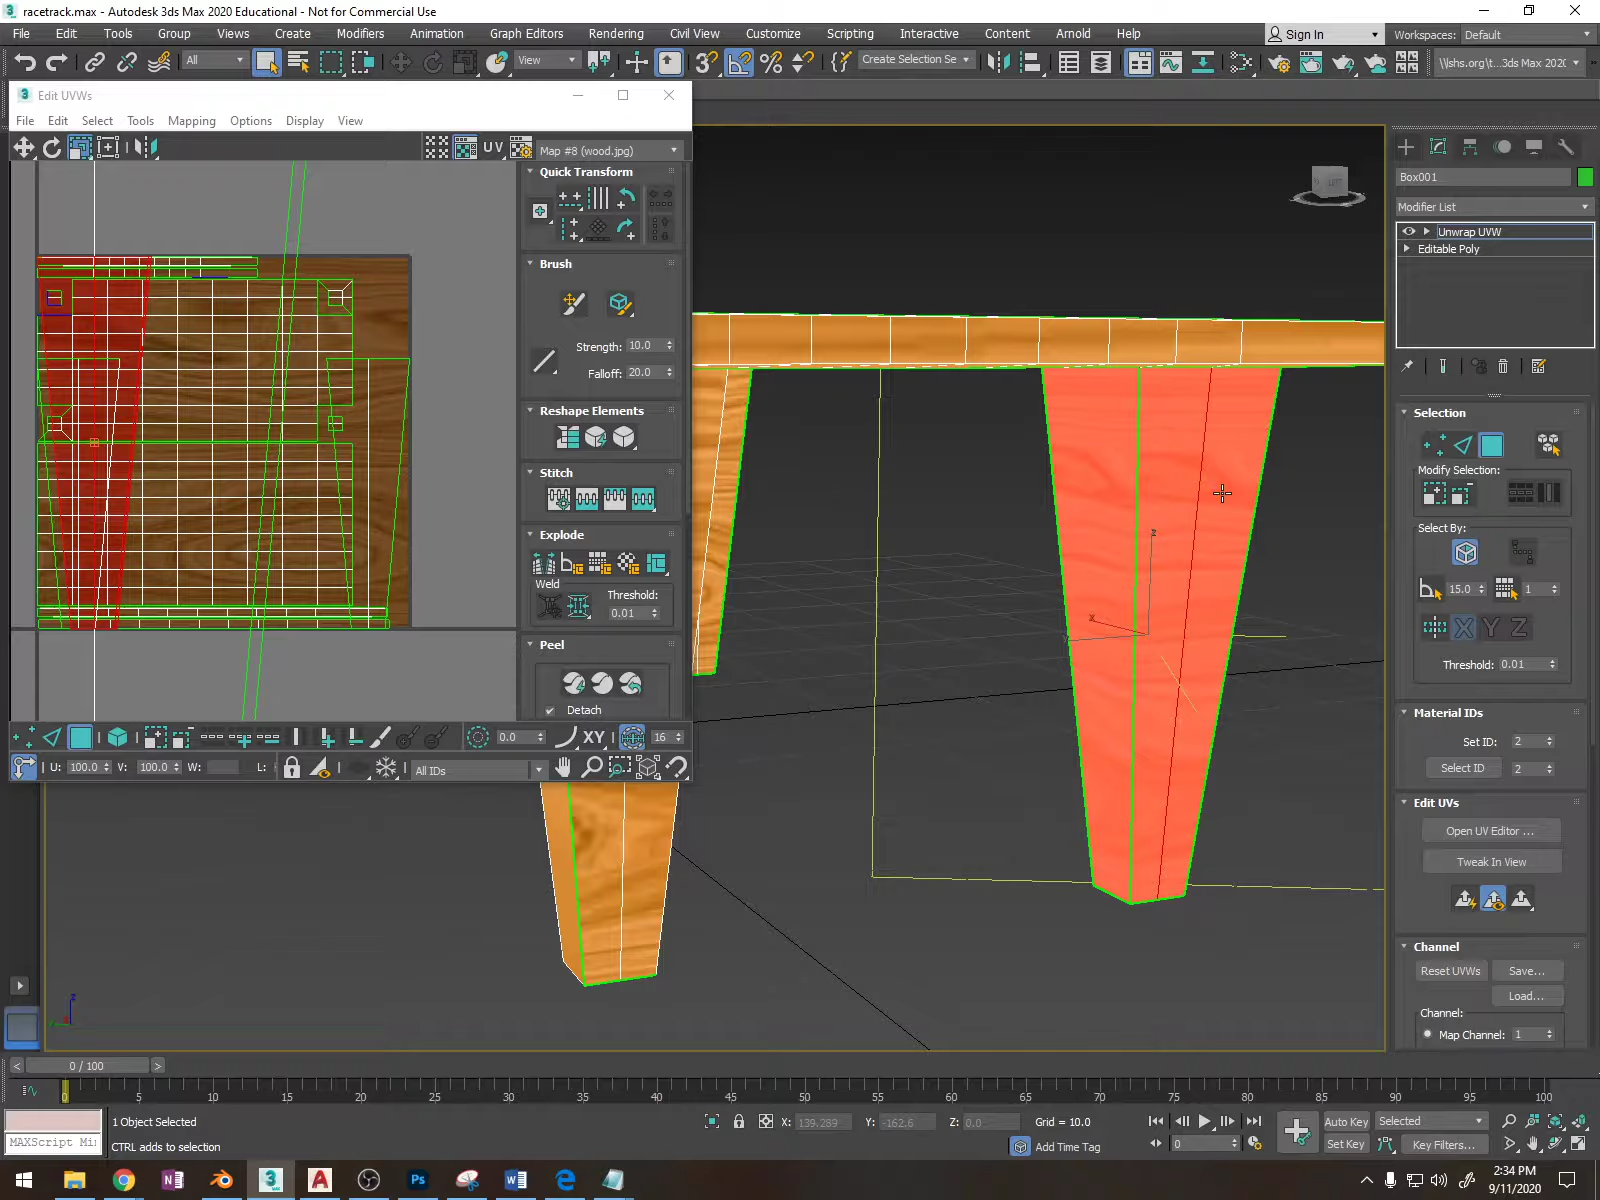 racetrack.max - Autodesk 3ds Max 2020 Educational - Not for Commercial Use
File Edit Tools Group Views Create Modifiers Animation Graph Editors Rendering Civil View Customize Scripting Interactive Content Arnold Help
Sign In Workspaces: Default
All View Create Selection Se \\lshs.org\t...3ds Max 2020
Edit UVWs
File Edit Select Tools Mapping Options Display View
UV Map #8 (wood.jpg)
Quick Transform
Brush
Strength: 10.0
Falloff: 20.0
Reshape Elements
Stitch
Explode
Weld
Threshold:
0.01
Peel
Detach
0.0 XY 16
U: 100.0 V: 100.0 W: L: All IDs
LEFT
z
x
Box001
Modifier List
Unwrap UVW
Editable Poly
Selection
Modify Selection:
Select By:
15.0 1
X Y Z
Threshold: 0.01
Material IDs
Set ID: 2
Select ID 2
Edit UVs
Open UV Editor ...
Tweak In View
Channel
Reset UVWs Save...
Load...
Channel:
Map Channel: 1
z
< 0 / 100 >
0 5 10 15 20 25 30 35 40 45 50 55 60 65 70 75 80 85 90 95 100
1 Object Selected X: 139.289 Y: -162.6 Z: 0.0 Grid = 10.0 Auto Key Selected
MAXScript Mi CTRL adds to selection Add Time Tag 0 Set Key Key Filters...
2:34 PM
9/11/2020